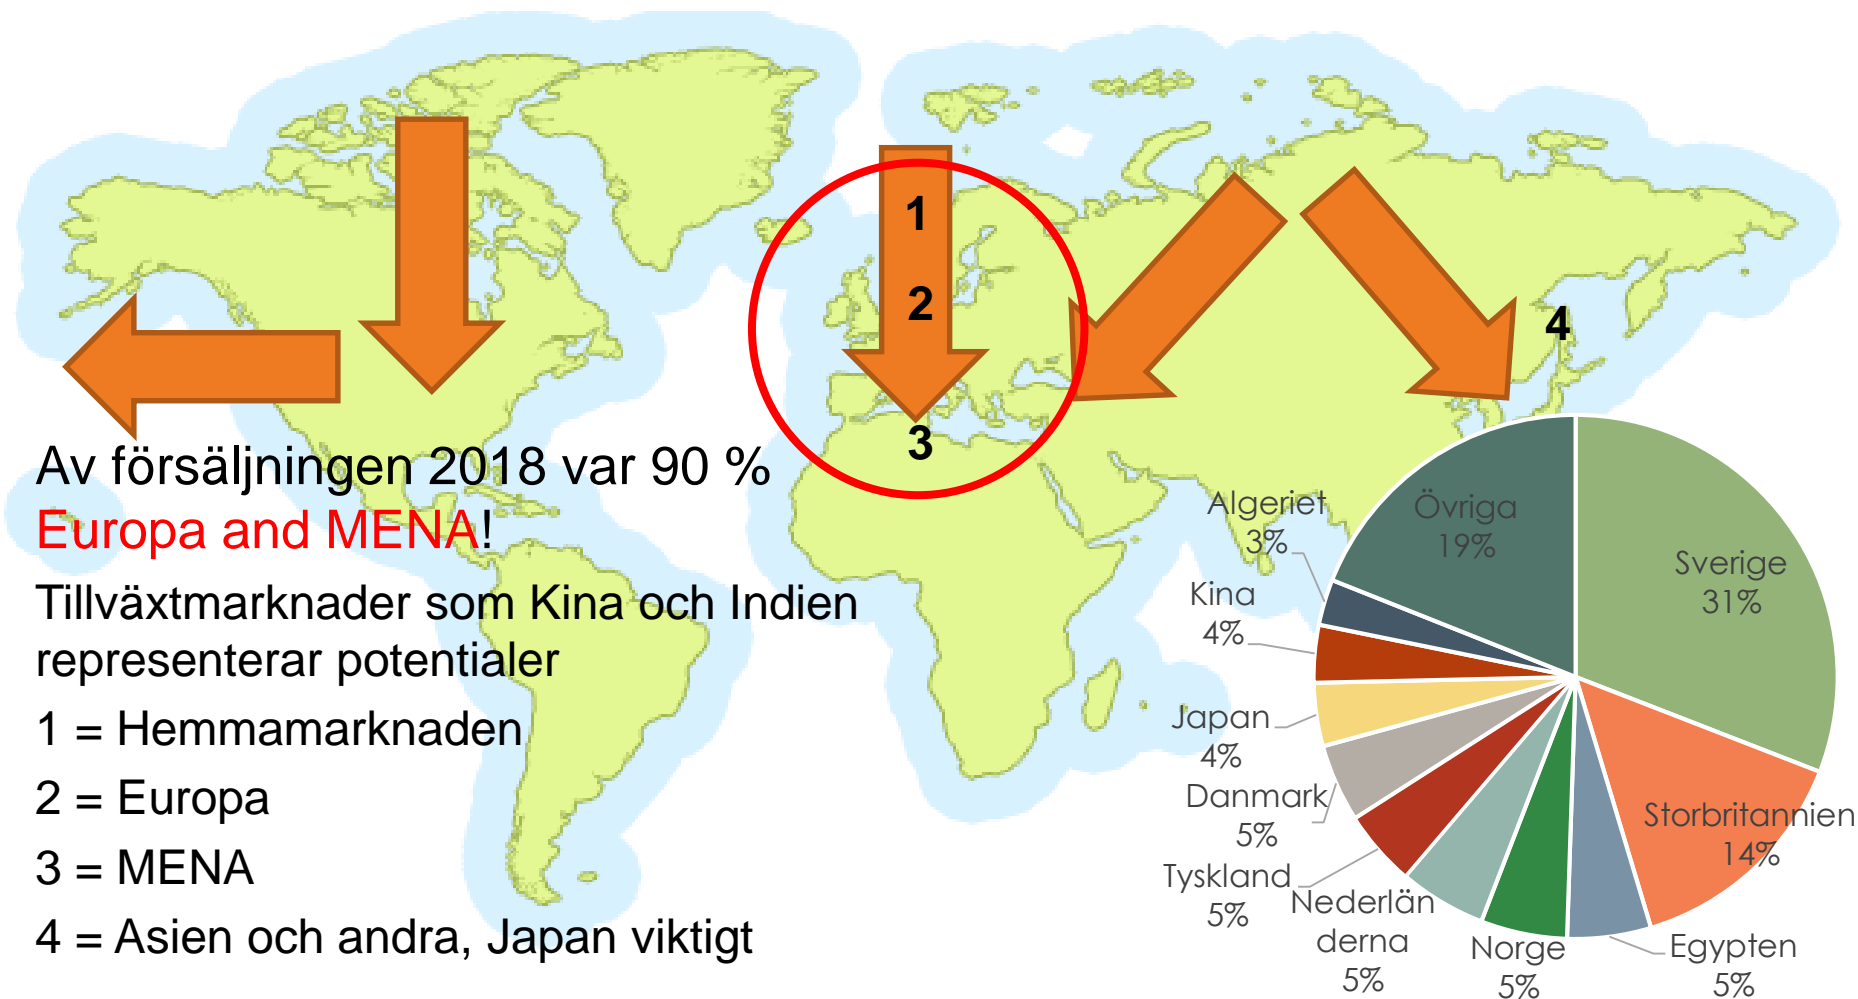 1
2
3
4
Av försäljningen 2018 var 90 %
Europa and MENA!
Tillväxtmarknader som Kina och Indien
representerar potentialer
1 = Hemmamarknaden
2 = Europa
3 = MENA
4 = Asien och andra, Japan viktigt
Sverige
31%
Storbritannien
14%
Egypten
5%
Norge
5%
Nederlän
derna
5%
Tyskland
5%
Danmark
5%
Japan
4%
Kina
4%
Algeriet
3%
Övriga
19%